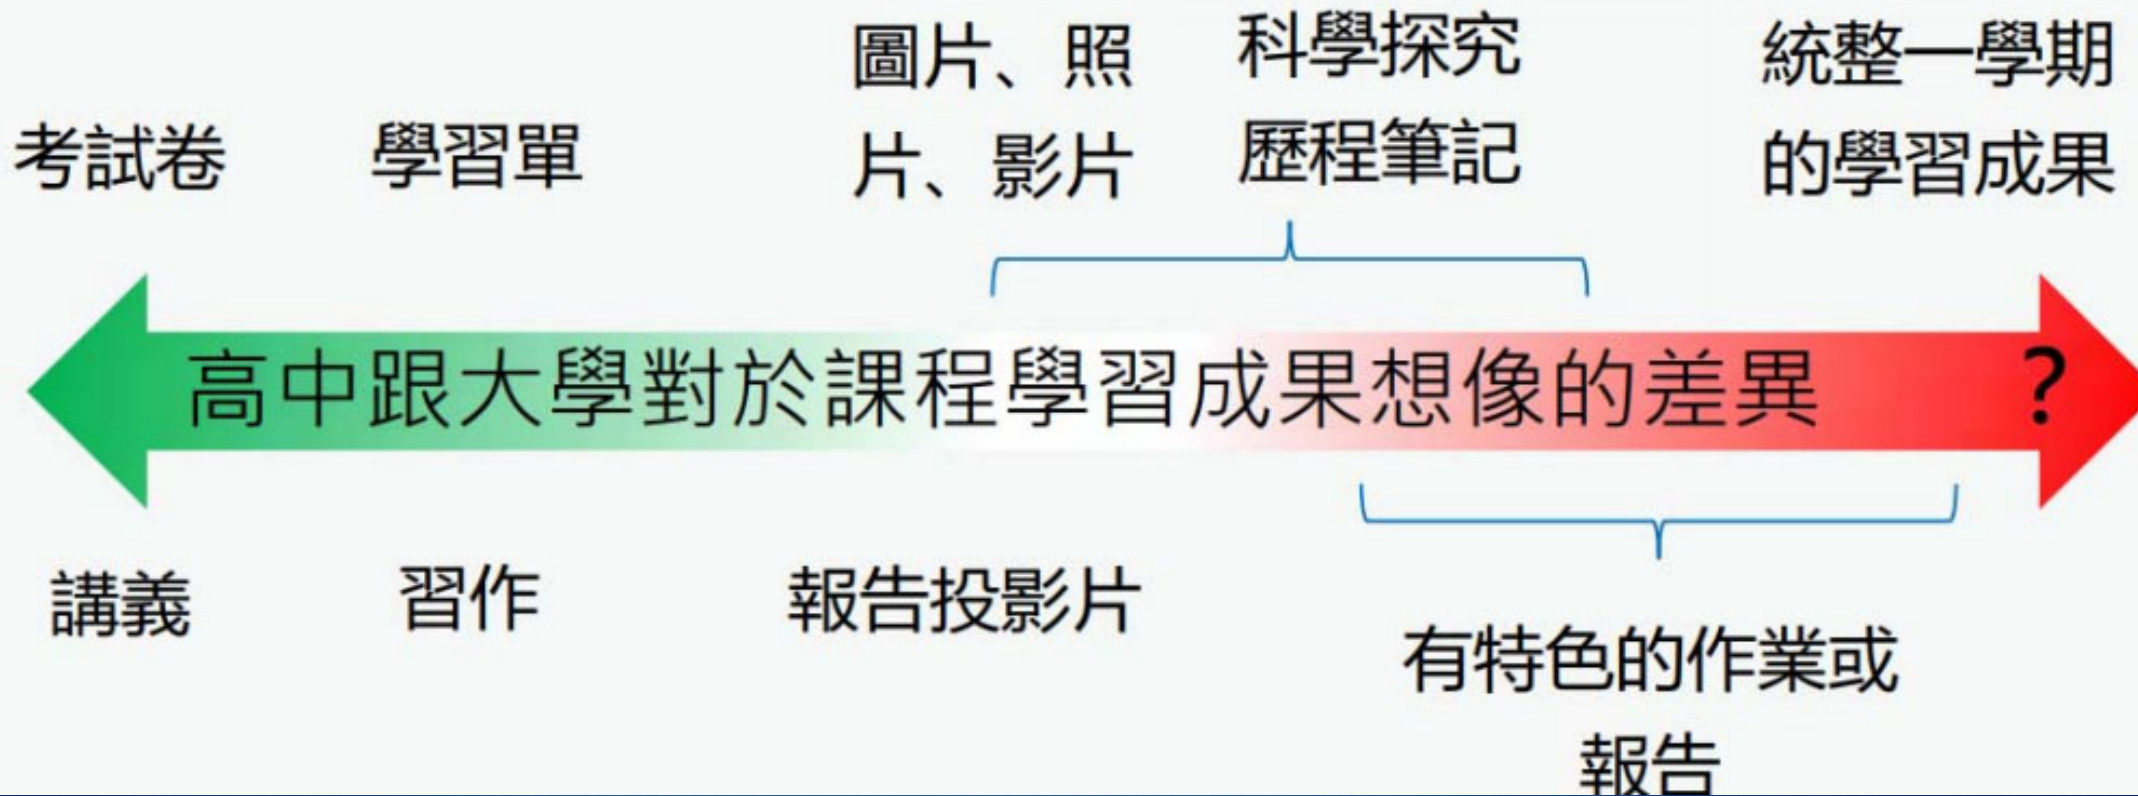 考試卷
學習單
圖片、照
片、影片
科學探究
歷程筆記
統整一學期
的學習成果
高中跟大學對於課程學習成果想像的差異 ?
講義
習作
報告投影片
有特色的作業或
報告